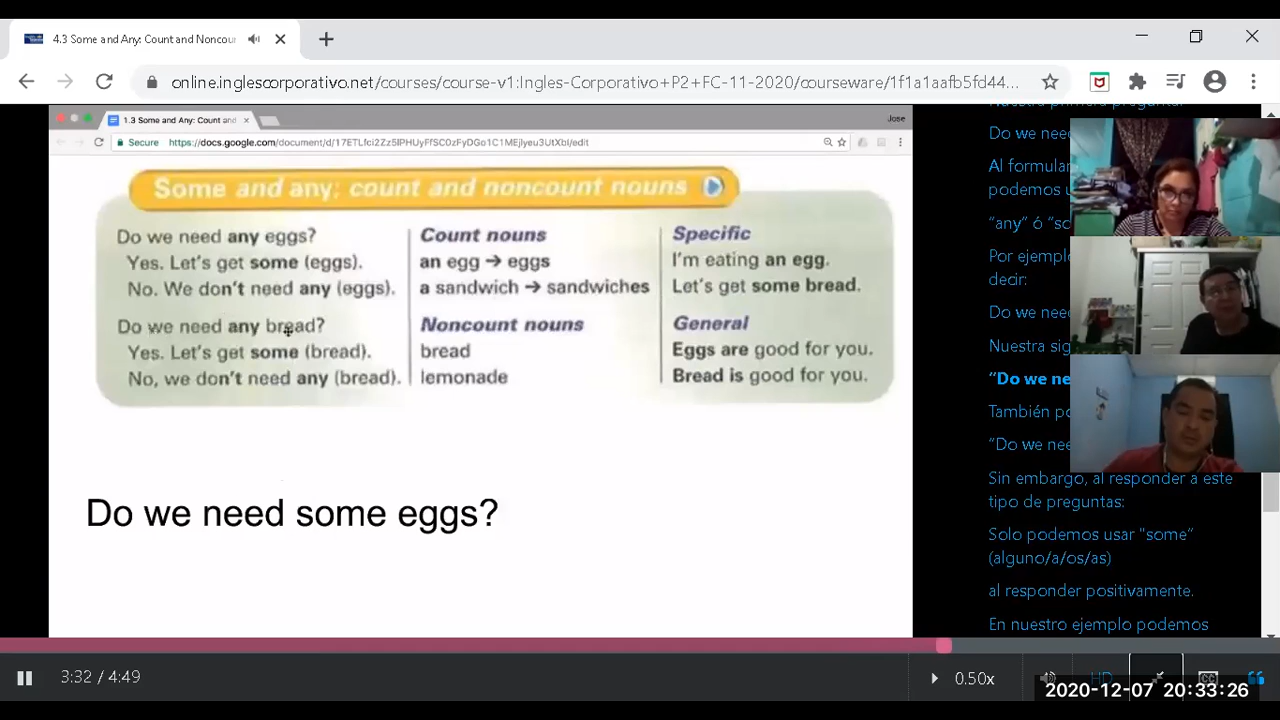 4.3 Some and Any: Count and Noncour
online.inglescorporativo.net/courses/course-v1:Ingles-Corporativo+P2+FC-11-2020/courseware/1f1a1aafb5fd44...
1.3 Some and Any: Count and
Jose
Secure https://docs.google.com/document/d/
Some and any; count and noncount nouns
Do we need any eggs?
Yes. Let's get some (eggs).
No. We don't need any (eggs).
Do we need any bread?
Yes. Let's get some (bread).
No, we don't need any (bread).
Count nouns
an egg → eggs
a sandwich → sandwiches
Noncount nouns
bread
lemonade
Specific
I'm eating an egg.
Let's get some bread.
General
Eggs are good for you.
Bread is good for you.
Do we need some eggs?
Nuestra primera pregunta:
Do we nee
Al formular
podemos u
"any" ó "so
Por ejemplo
decir:
Do we nee
Nuestra sig
"Do we ne
También po
"Do we nee
Sin embargo, al responder a este
tipo de preguntas:
Solo podemos usar "some"
(alguno/a/os/as)
al responder positivamente.
En nuestro ejemplo podemos
3:32 / 4:49
0.50x
HD
CC
2020-12-07 20:33:26